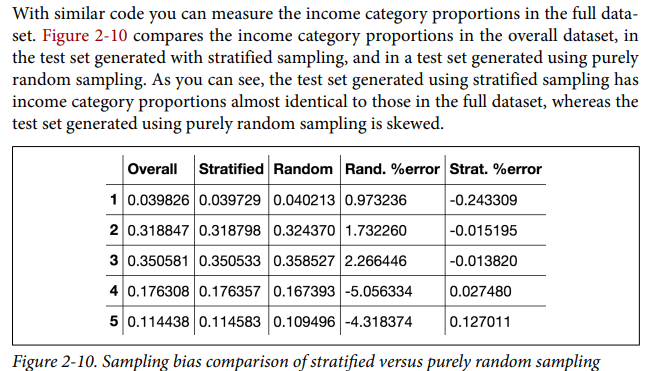 With similar code you can measure the income category proportions in the full data-
set. Figure 2-10 compares the income category proportions in the overall dataset, in
the test set generated with stratified sampling, and in a test set generated using purely
random sampling. As you can see, the test set generated using stratified sampling has
income category proportions almost identical to those in the full dataset, whereas the
test set generated using purely random sampling is skewed.
Overall Stratified Random Rand. %error Strat. %error
1 0.039826 0.039729 0.040213 0.973236 -0.243309
2 0.318847 0.318798 0.324370 1.732260 -0.015195
3 0.350581 0.350533 0.358527 2.266446 -0.013820
4 0.176308 0.176357 0.167393 -5.056334 0.027480
5 0.114438 0.114583 0.109496 -4.318374 0.127011
Figure 2-10. Sampling bias comparison of stratified versus purely random sampling